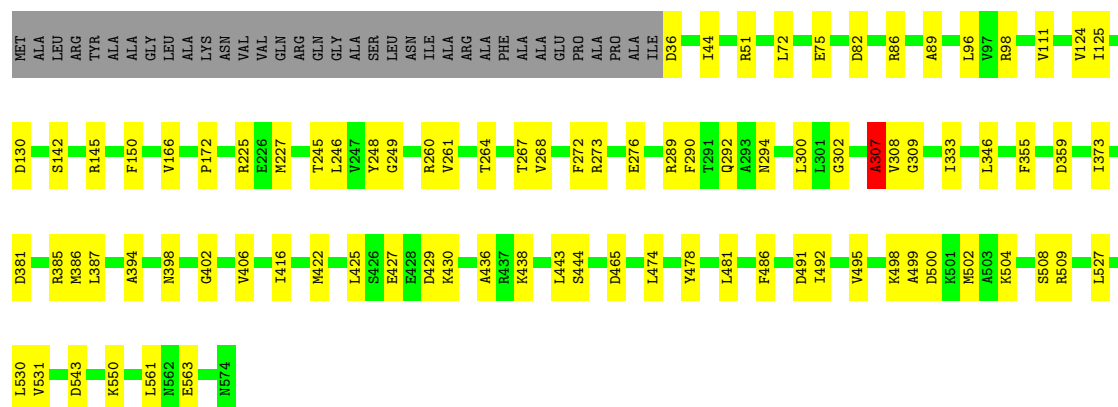 MET ALA LEU ARG TYR ALA ALA GLY LEU ALA LYS ASN VAL VAL GLN ARG GLN GLY ALA SER LEU ASN ILE ALA ARG ALA PHE ALA ALA GLU PRO ALA PRO ALA ILE D36 I44 R51 L72 E75 D82 R86 A89 L96 V97 R98 V111 V124 I125
D130 S142 R145 F150 V166 P172 R225 E226 M227 T245 L246 V247 Y248 G249 R260 V261 T264 T267 V268 F272 R273 E276 R289 F290 T291 Q292 A293 N294 L300 L301 G302 A307 V308 G309 I333 L346 F355 D359 I373
D381 R385 M386 L387 A394 N398 G402 V406 I416 M422 L425 S426 E427 E428 D429 K430 A436 R437 K438 L443 S444 D465 L474 Y478 L481 F486 D491 I492 V495 K498 A499 D500 K501 M502 A503 K504 S508 R509 L527
L530 V531 D543 K550 L561 N562 E563 N574